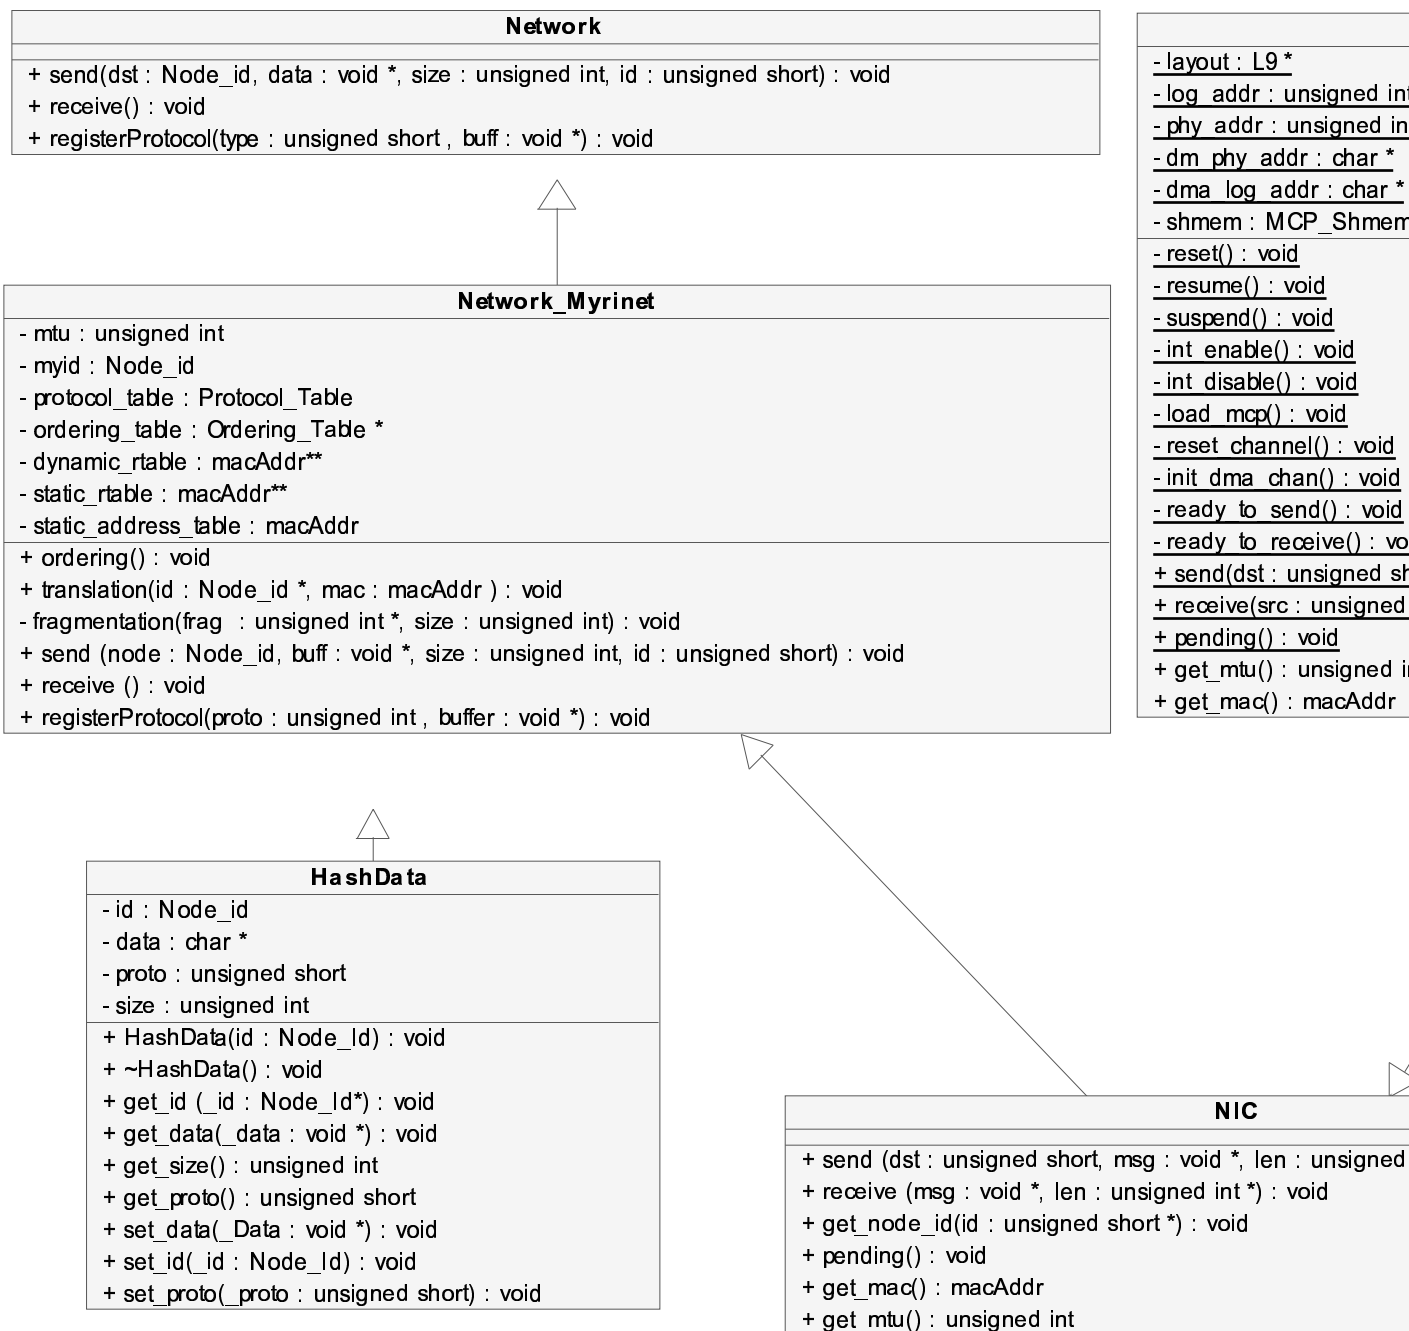 Network
+ send(dst : Node_id, data : void *, size : unsigned int, id : unsigned short) : void
+ receive() : void
+ registerProtocol(type : unsigned short , buff : void *) : void
Network_Myrinet
- mtu : unsigned int
- myid : Node_id
- protocol_table : Protocol_Table
- ordering_table : Ordering_Table *
- dynamic_rtable : macAddr**
- static_rtable : macAddr**
- static_address_table : macAddr
+ ordering() : void
+ translation(id : Node_id *, mac : macAddr ) : void
- fragmentation(frag : unsigned int *, size : unsigned int) : void
+ send (node : Node_id, buff : void *, size : unsigned int, id : unsigned short) : void
+ receive () : void
+ registerProtocol(proto : unsigned int , buffer : void *) : void
- layout : L9 *
- log_addr : unsigned int
- phy_addr : unsigned in
- dm_phy_addr : char *
- dma_log_addr : char *
- shmem : MCP_Shmem
- reset() : void
- resume() : void
- suspend() : void
- int_enable() : void
- int_disable() : void
- load_mcp() : void
- reset_channel() : void
- init_dma_chan() : void
- ready_to_send() : void
- ready_to_receive() : vo
+ send(dst : unsigned sh
+ receive(src : unsigned
+ pending() : void
+ get_mtu() : unsigned i
+ get_mac() : macAddr
HashData
- id : Node_id
- data : char *
- proto : unsigned short
- size : unsigned int
+ HashData(id : Node_Id) : void
+ ~HashData() : void
+ get_id (_id : Node_Id*) : void
+ get_data(_data : void *) : void
+ get_size() : unsigned int
+ get_proto() : unsigned short
+ set_data(_Data : void *) : void
+ set_id(_id : Node_Id) : void
+ set_proto(_proto : unsigned short) : void
NIC
+ send (dst : unsigned short, msg : void *, len : unsigned
+ receive (msg : void *, len : unsigned int *) : void
+ get_node_id(id : unsigned short *) : void
+ pending() : void
+ get_mac() : macAddr
+ get_mtu() : unsigned int